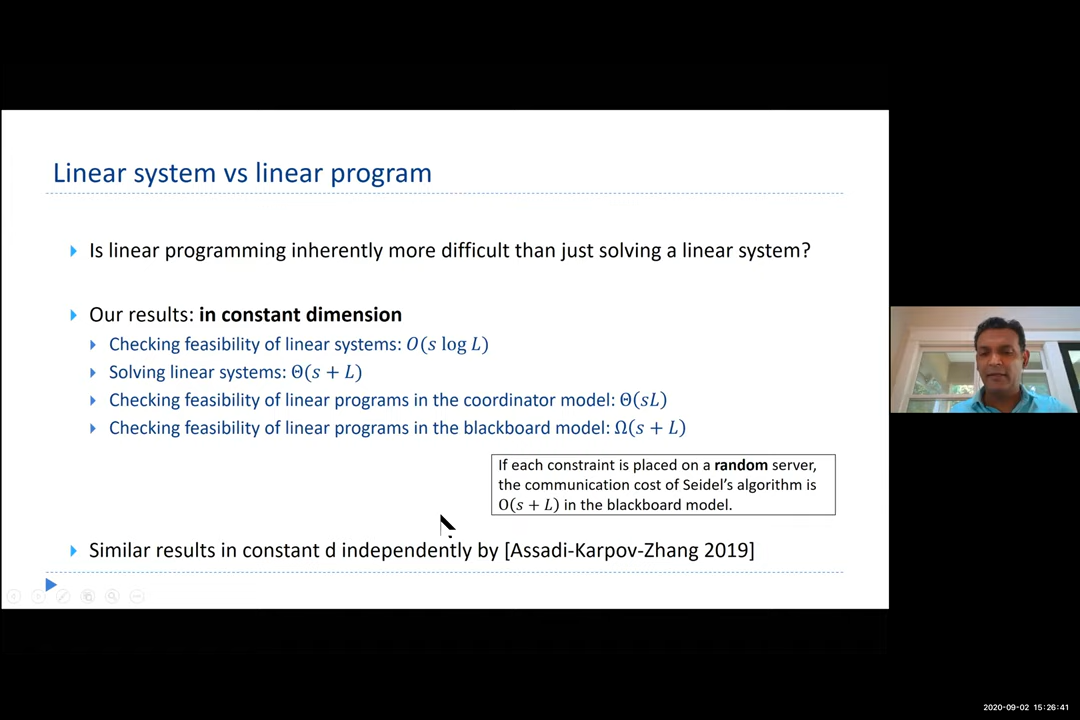 Linear system vs linear program
Is linear programming inherently more difficult than just solving a linear system?
Our results: in constant dimension
Checking feasibility of linear systems: O(s log L)
Solving linear systems: Θ(s + L)
Checking feasibility of linear programs in the coordinator model: Θ(sL)
Checking feasibility of linear programs in the blackboard model: Ω(s + L)
If each constraint is placed on a random server,
the communication cost of Seidel's algorithm is
O(s + L) in the blackboard model.
Similar results in constant d independently by [Assadi-Karpov-Zhang 2019]
2020-09-02 15:26:41